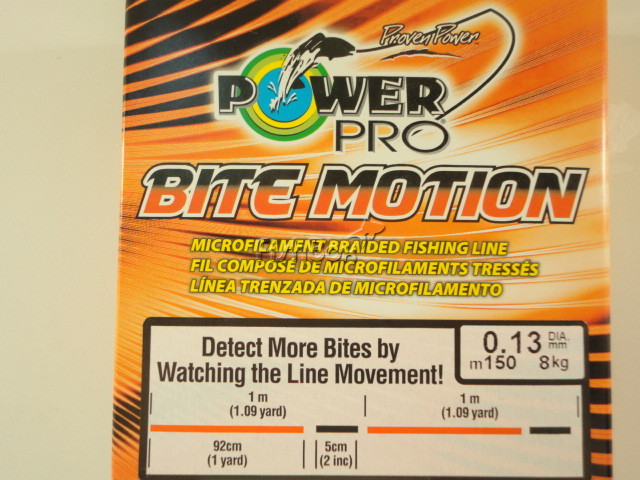 Proven Power
POWER
PRO
BITE MOTION
MICROFILAMENT BRAIDED FISHING LINE
FIL COMPOSÉ DE MICROFILAMENTS TRESSÉS
LÍNEA TRENZADA DE MICROFILAMENTO
Detect More Bites by
Watching the Line Movement!
0.13 DIA. mm
m150 8kg
1 m 1 m
(1.09 yard) (1.09 yard)
92cm 5cm
(1 yard) (2 inc)